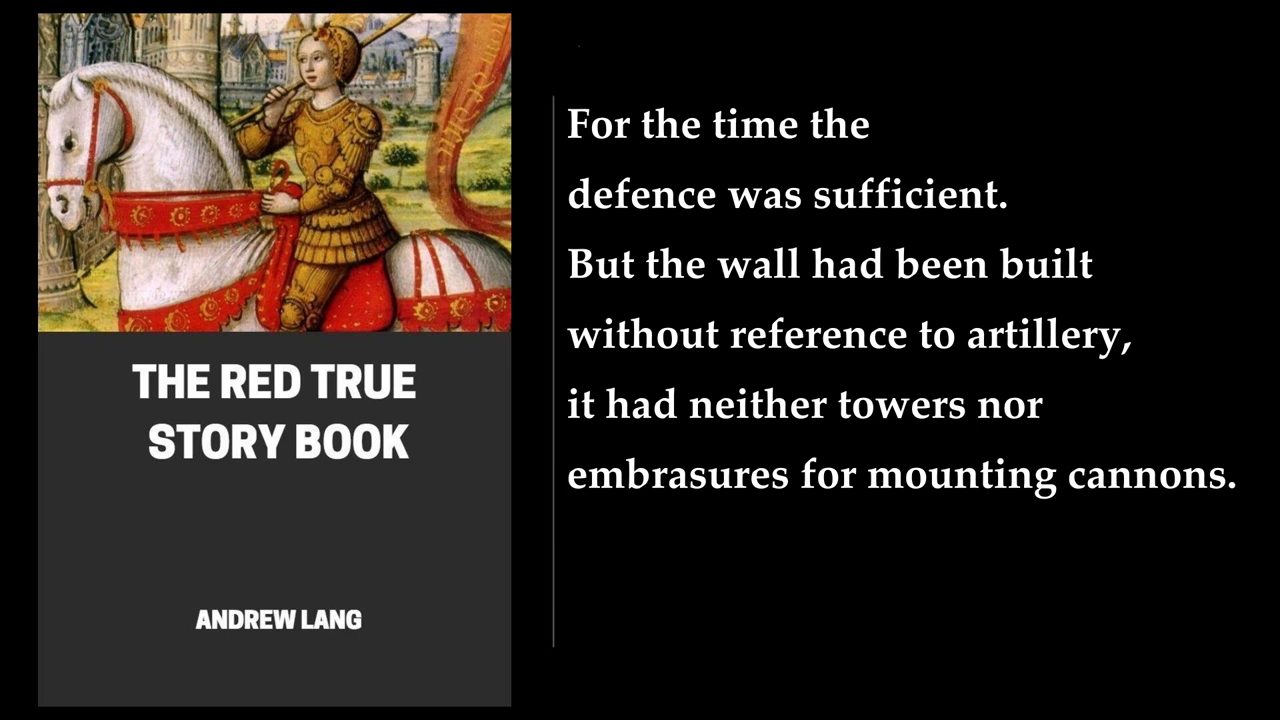 THE RED TRUE
STORY BOOK
ANDREW LANG
For the time the
defence was sufficient.
But the wall had been built
without reference to artillery,
it had neither towers nor
embrasures for mounting cannons.